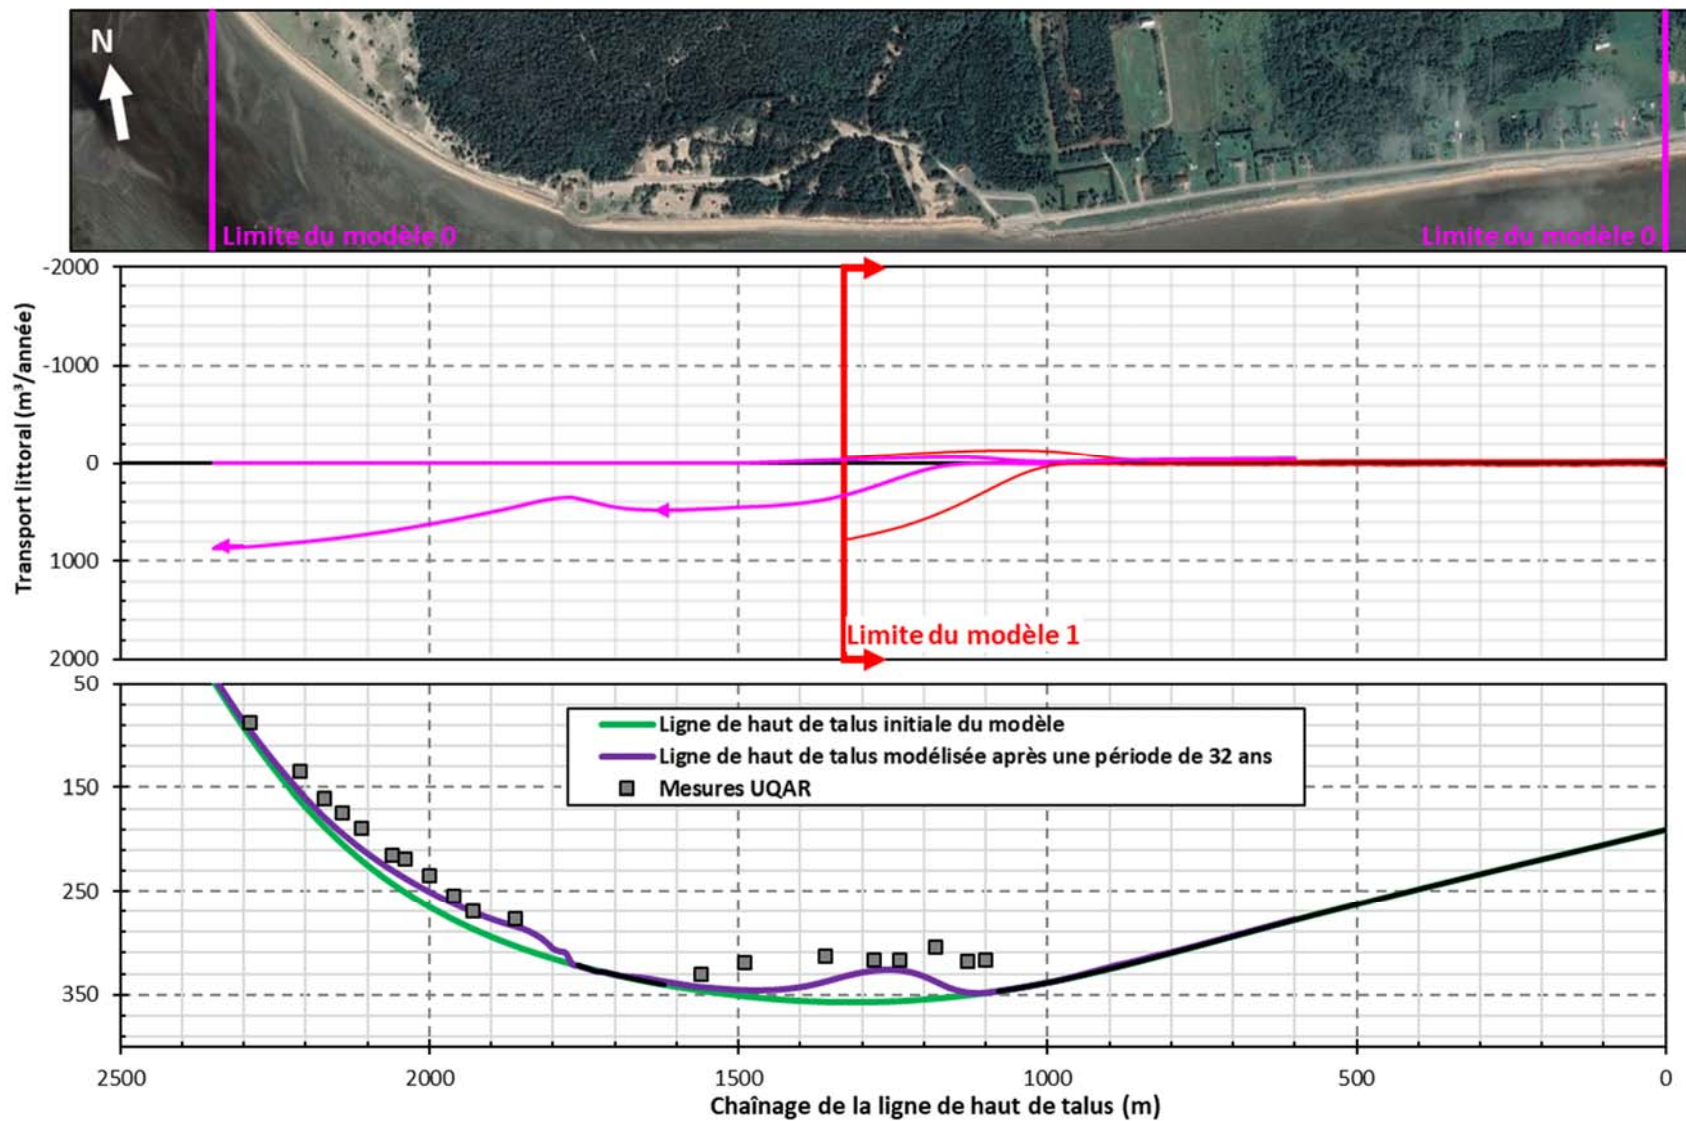 N
Limite du modèle 0
Limite du modèle 0
-2000
-1000
0
1000
2000
Transport littoral (m³/année)
Limite du modèle 1
50
150
250
350
Ligne de haut de talus initiale du modèle
Ligne de haut de talus modélisée après une période de 32 ans
Mesures UQAR
2500
2000
1500
1000
500
0
Chaînage de la ligne de haut de talus (m)